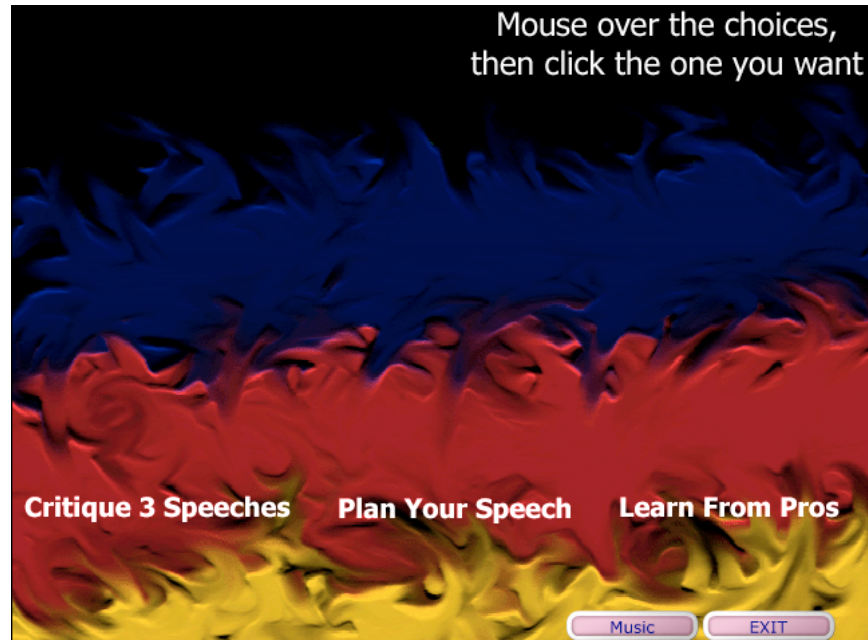 Mouse over the choices,
then click the one you want
Critique 3 Speeches
Plan Your Speech
Learn From Pros
Music
EXIT